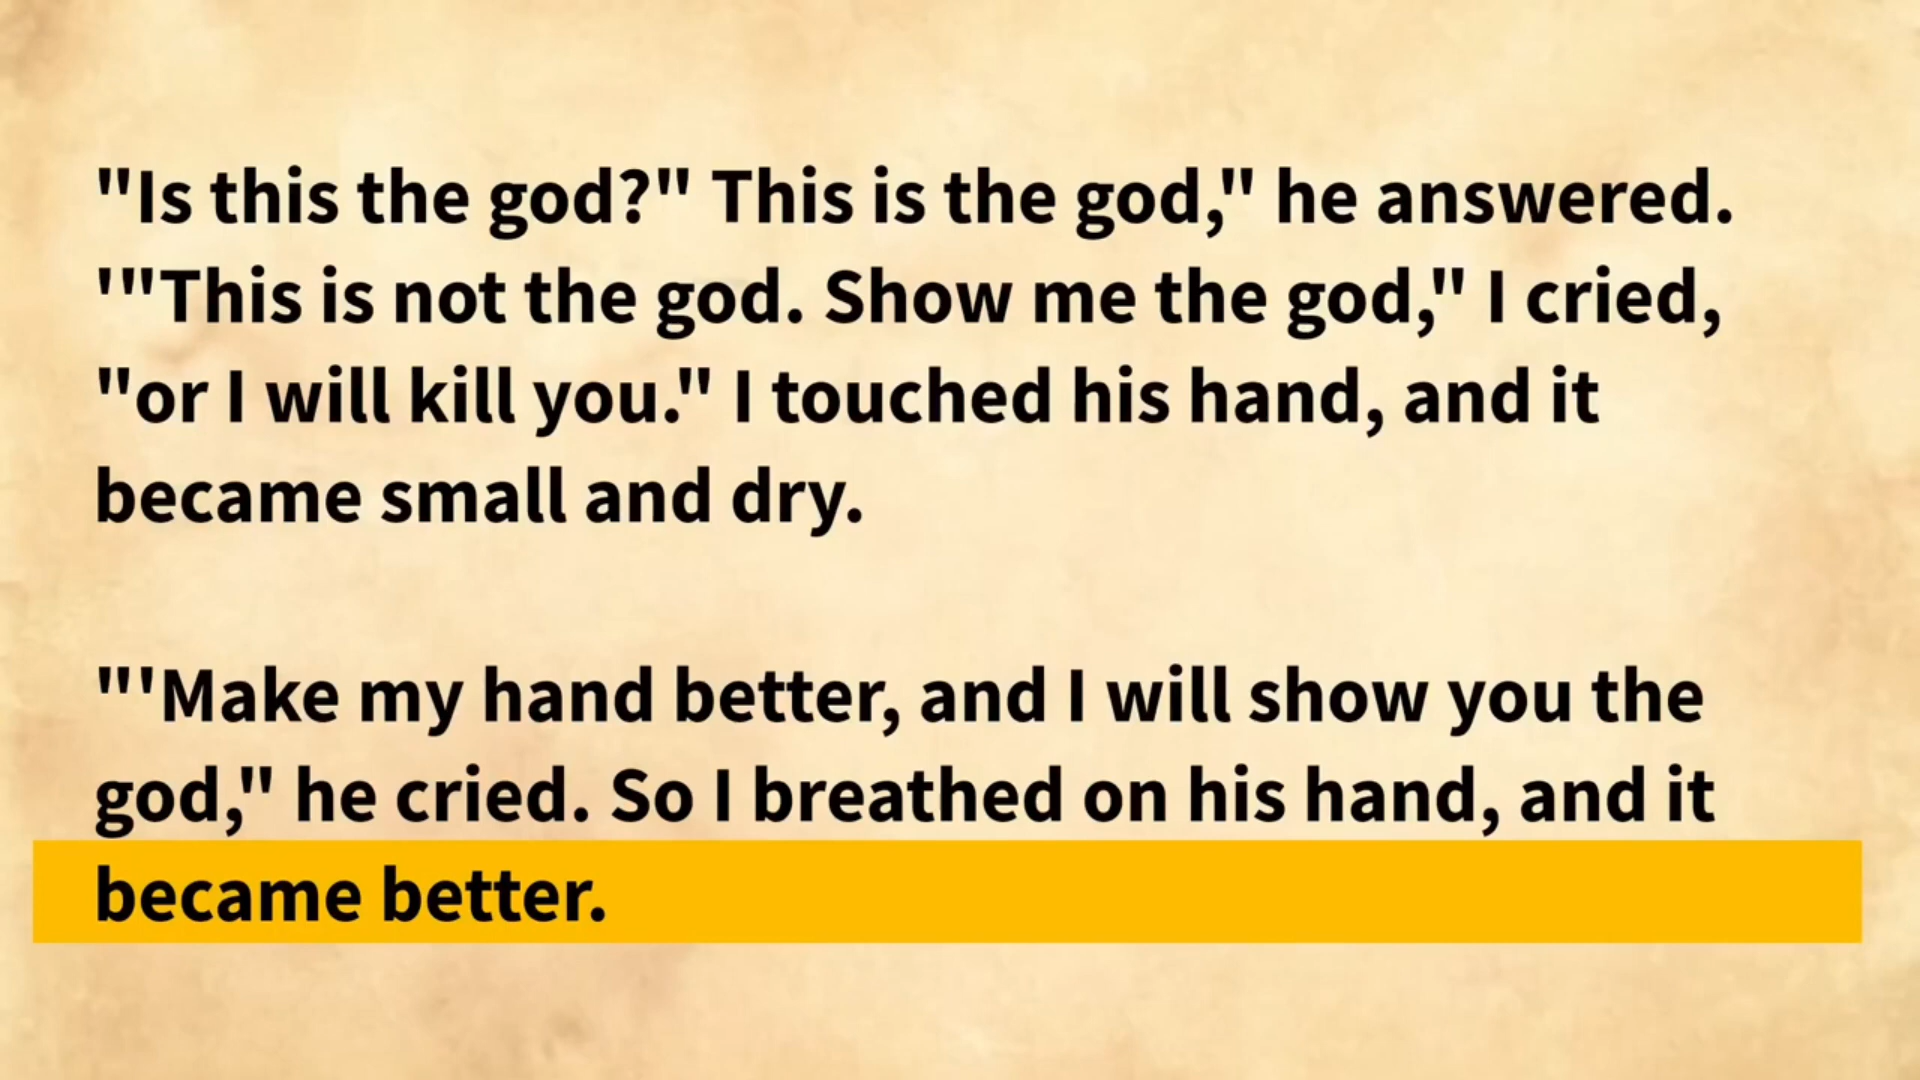 "Is this the god?" This is the god," he answered.
'"This is not the god. Show me the god," I cried,
"or I will kill you." I touched his hand, and it
became small and dry.
"'Make my hand better, and I will show you the
god," he cried. So I breathed on his hand, and it
became better.